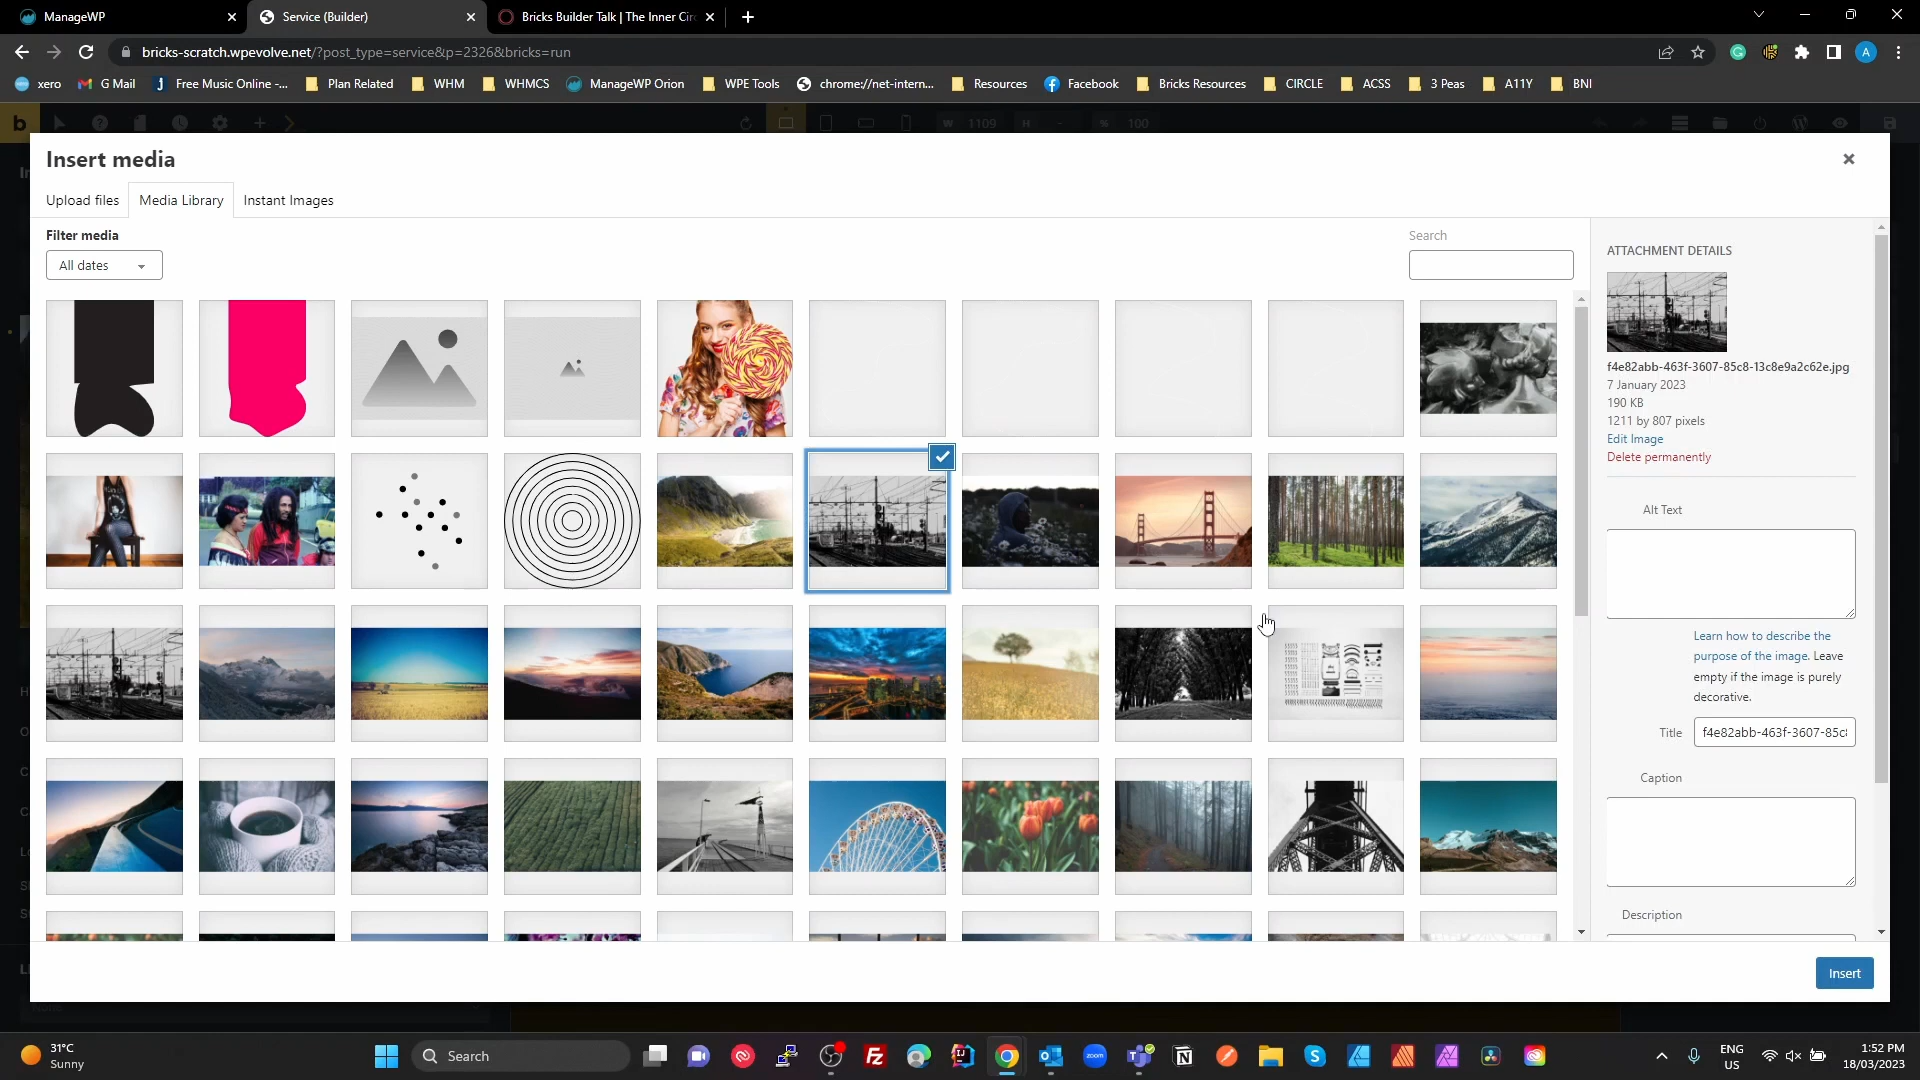 ManageWP
Service (Builder)
Bricks Builder Talk | The Inner Cir
bricks-scratch.wpevolve.net/?post_type=service&p=2326&bricks=run
A
xero
G Mail
Free Music Online -...
Plan Related
WHM
WHMCS
ManageWP Orion
WPE Tools
chrome://net-intern...
Resources
Facebook
Bricks Resources
CIRCLE
ACSS
3 Peas
A11Y
BNI
b
W 1109 H - % 100
Insert media
Upload files
Media Library
Instant Images
Filter media
All dates
Search
ATTACHMENT DETAILS
f4e82abb-463f-3607-85c8-13c8e9a2c62e.jpg
7 January 2023
190 KB
1211 by 807 pixels
Edit Image
Delete permanently
Alt Text
Learn how to describe the
purpose of the image. Leave
empty if the image is purely
decorative.
Title
f4e82abb-463f-3607-85c
Caption
Description
Insert
31°C
Sunny
Search
zoom
ENG
US
1:52 PM
18/03/2023